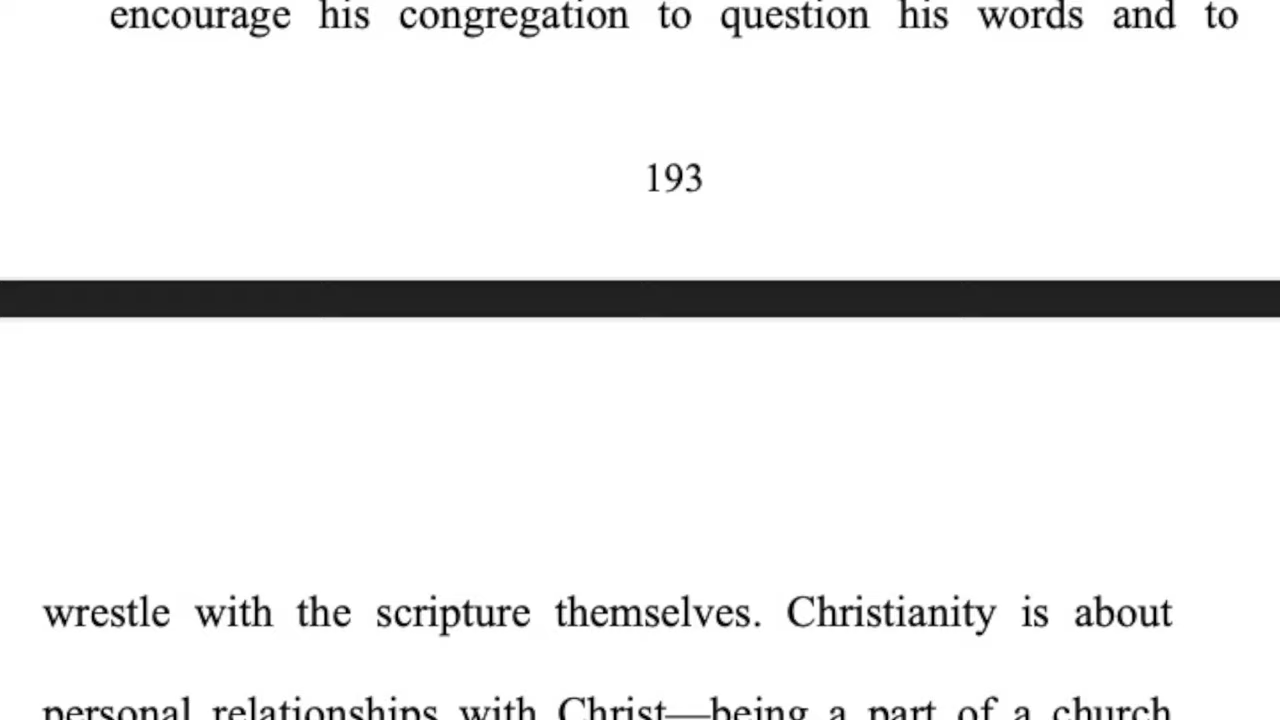 encourage his congregation to question his words and to
193
wrestle with the scripture themselves. Christianity is about
personal relationships with Christ—being a part of a church